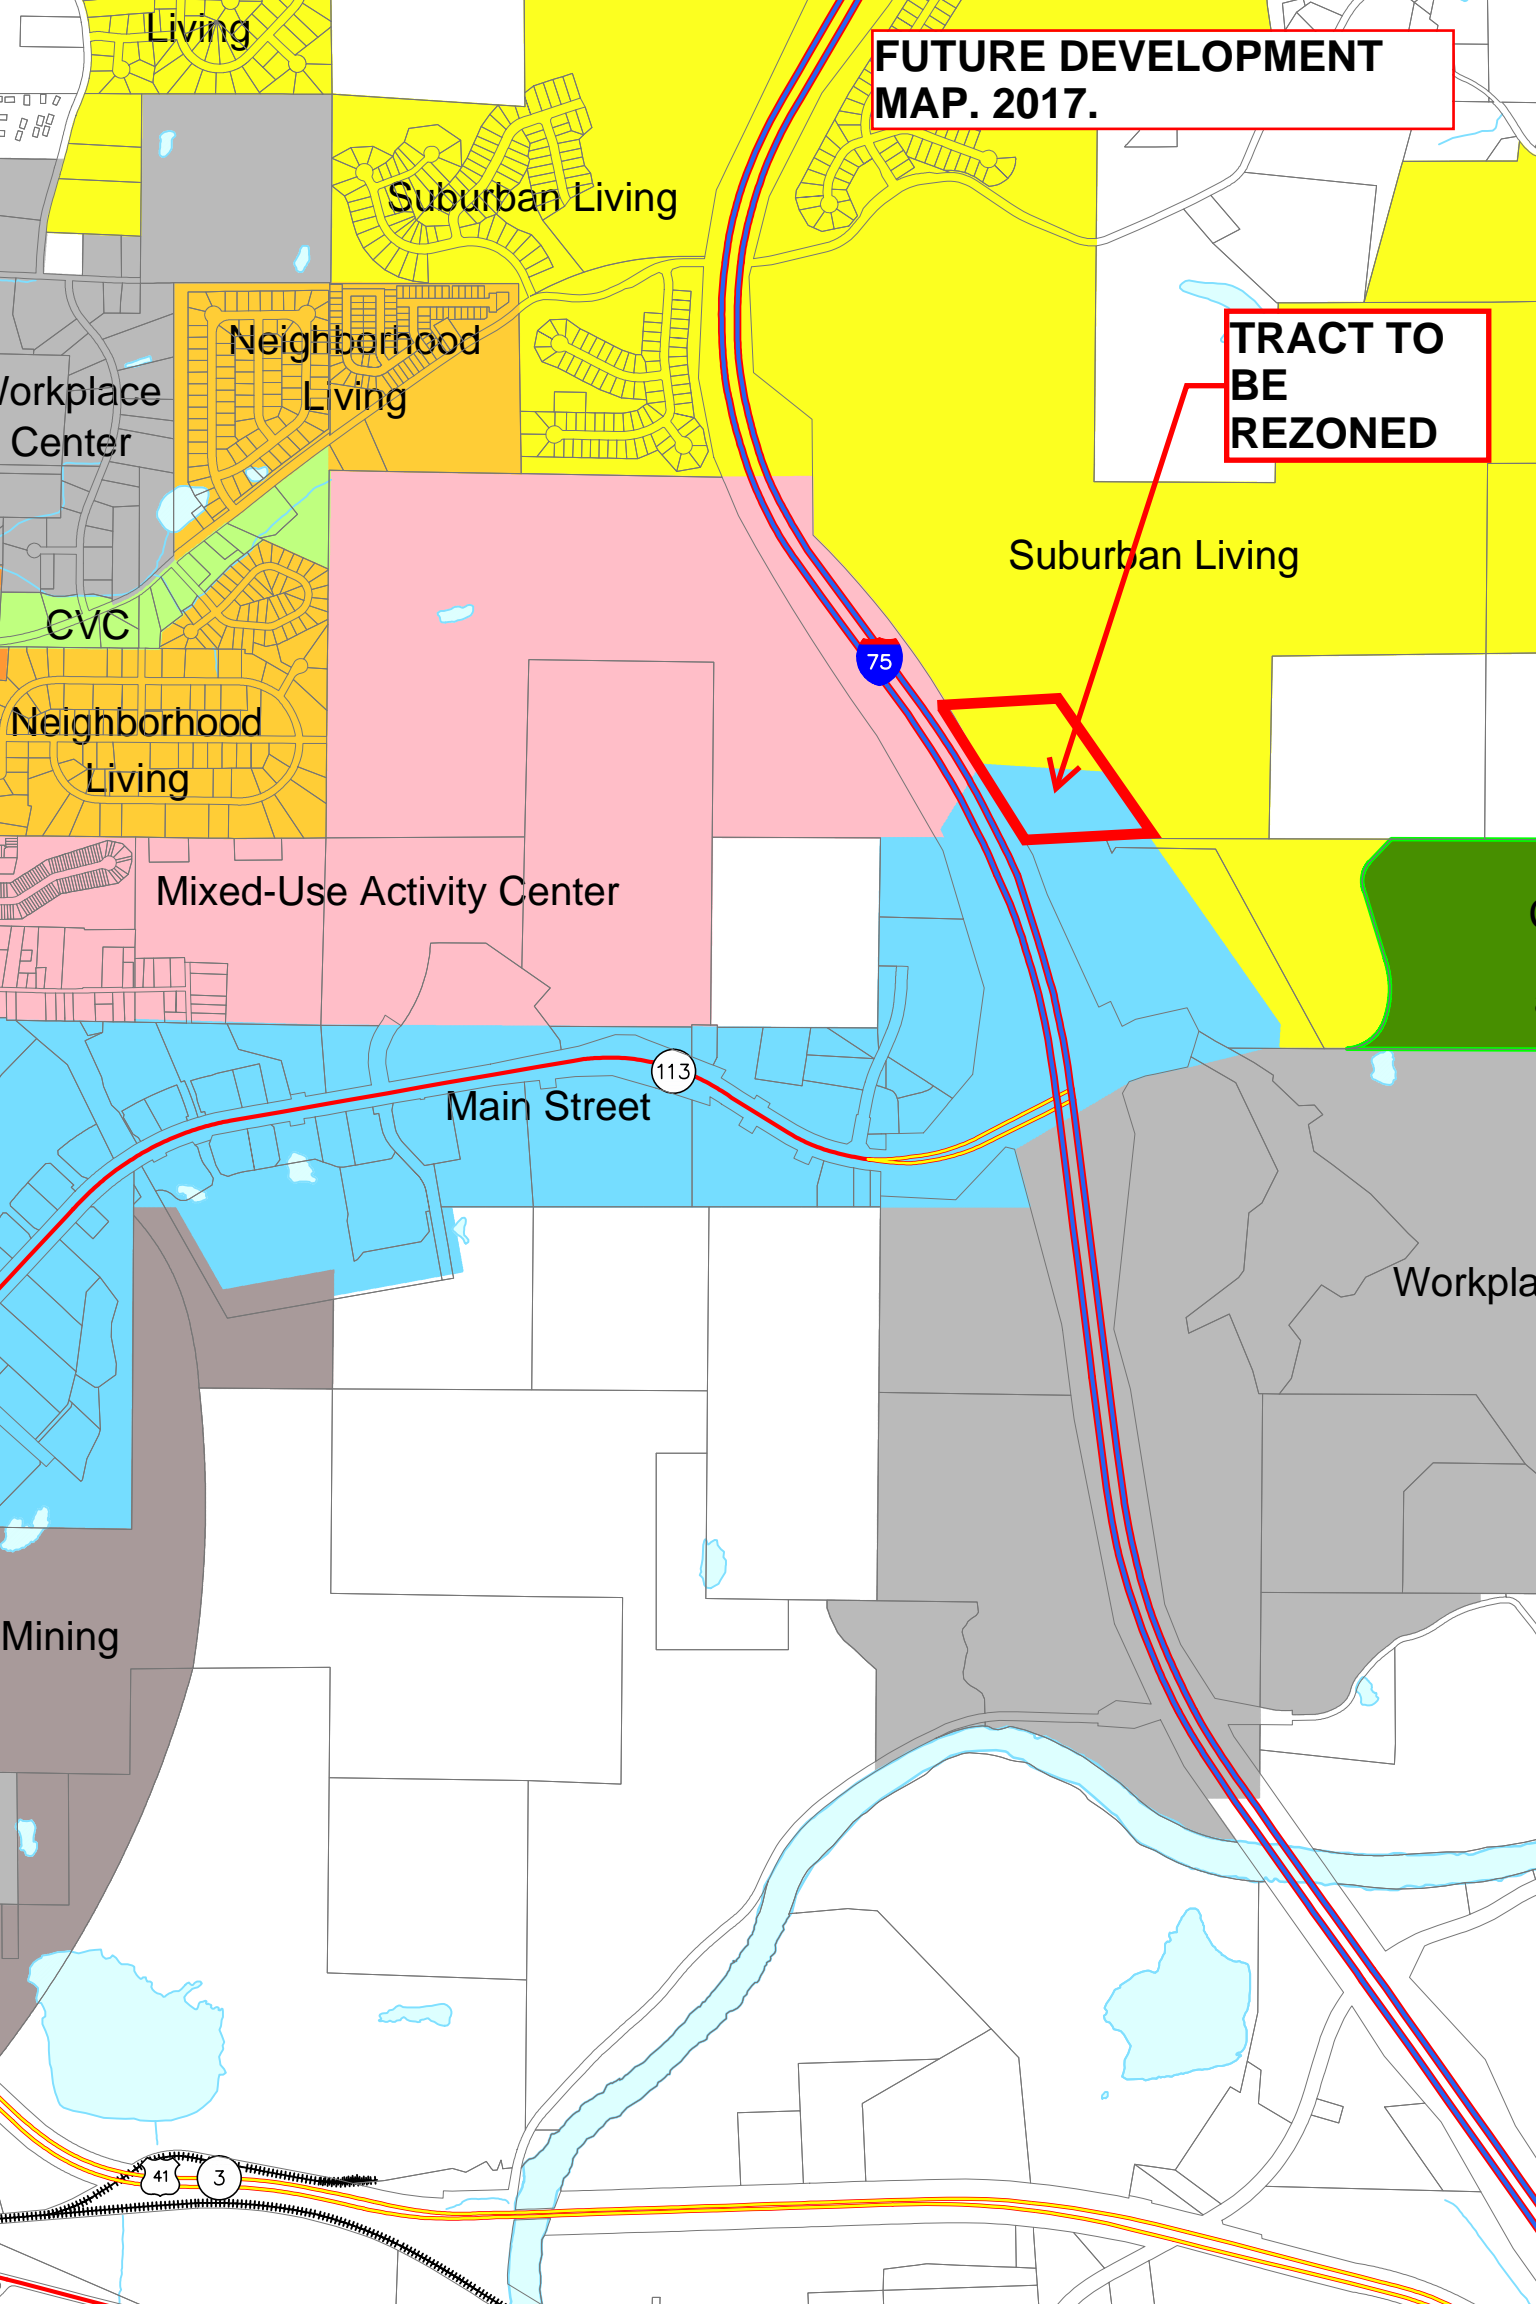 Living
FUTURE DEVELOPMENT
MAP. 2017.
Suburban Living
TRACT TO
BE
REZONED
Neighborhood
Living
Workplace
Center
Suburban Living
CVC
75
Neighborhood
Living
Mixed-Use Activity Center
113
Main Street
Workpla
Mining
41
3